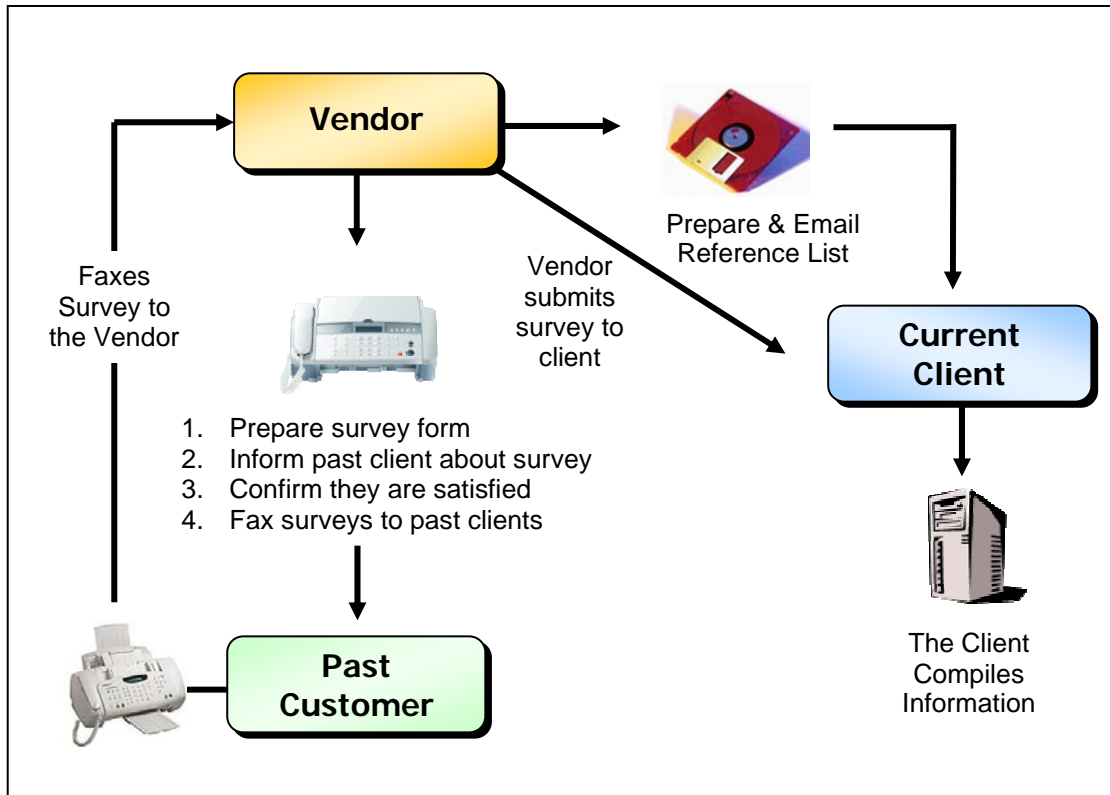 Vendor
Prepare & Email
Reference List
Faxes
Survey to
the Vendor
Vendor
submits
survey to
client
Current
Client
1. Prepare survey form
2. Inform past client about survey
3. Confirm they are satisfied
4. Fax surveys to past clients
Past
Customer
The Client
Compiles
Information